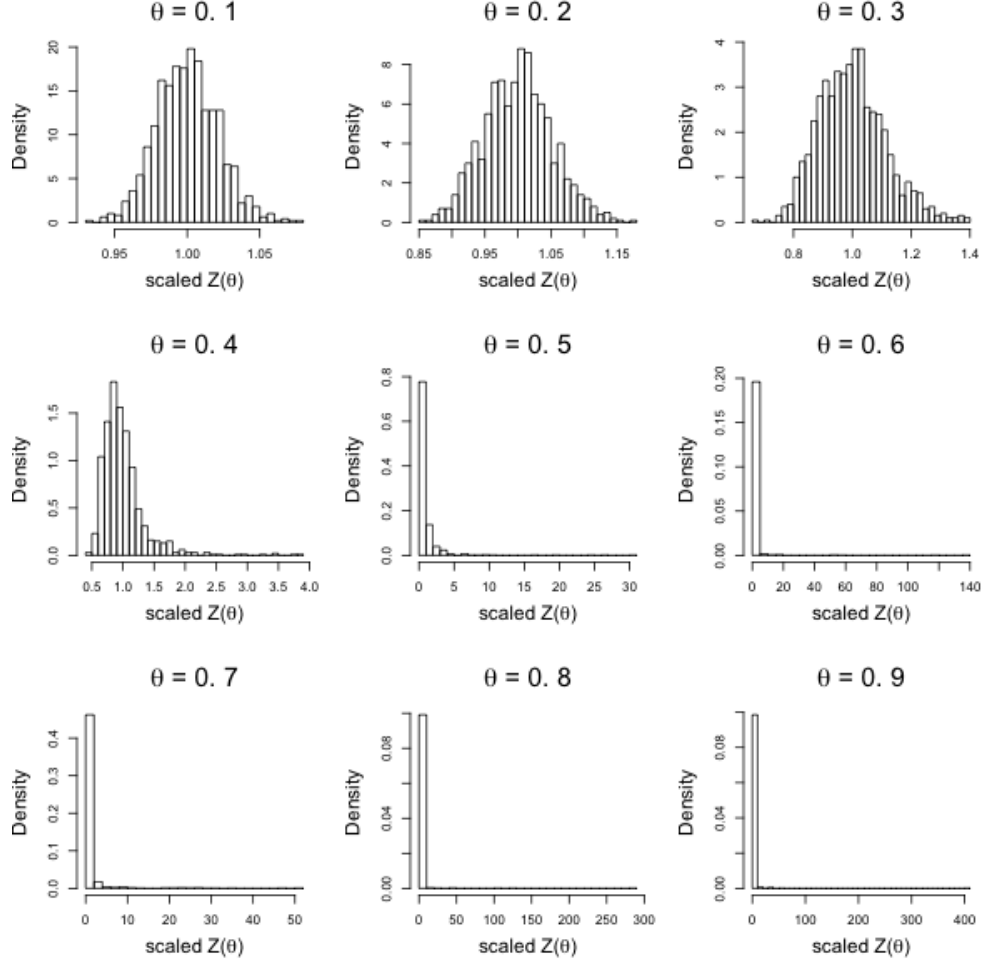 θ = 0. 1
Density
0 5 10 15 20
0.95 1.00 1.05
scaled Z(θ)
θ = 0. 2
Density
0 2 4 6 8
0.85 0.95 1.05 1.15
scaled Z(θ)
θ = 0. 3
Density
0 1 2 3 4
0.8 1.0 1.2 1.4
scaled Z(θ)
θ = 0. 4
Density
0.0 0.5 1.0 1.5
0.5 1.0 1.5 2.0 2.5 3.0 3.5 4.0
scaled Z(θ)
θ = 0. 5
Density
0.0 0.2 0.4 0.6 0.8
0 5 10 15 20 25 30
scaled Z(θ)
θ = 0. 6
Density
0.00 0.05 0.10 0.15 0.20
0 20 40 60 80 100 140
scaled Z(θ)
θ = 0. 7
Density
0.0 0.1 0.2 0.3 0.4
0 10 20 30 40 50
scaled Z(θ)
θ = 0. 8
Density
0.00 0.04 0.08
0 50 100 150 200 250 300
scaled Z(θ)
θ = 0. 9
Density
0.00 0.04 0.08
0 100 200 300 400
scaled Z(θ)